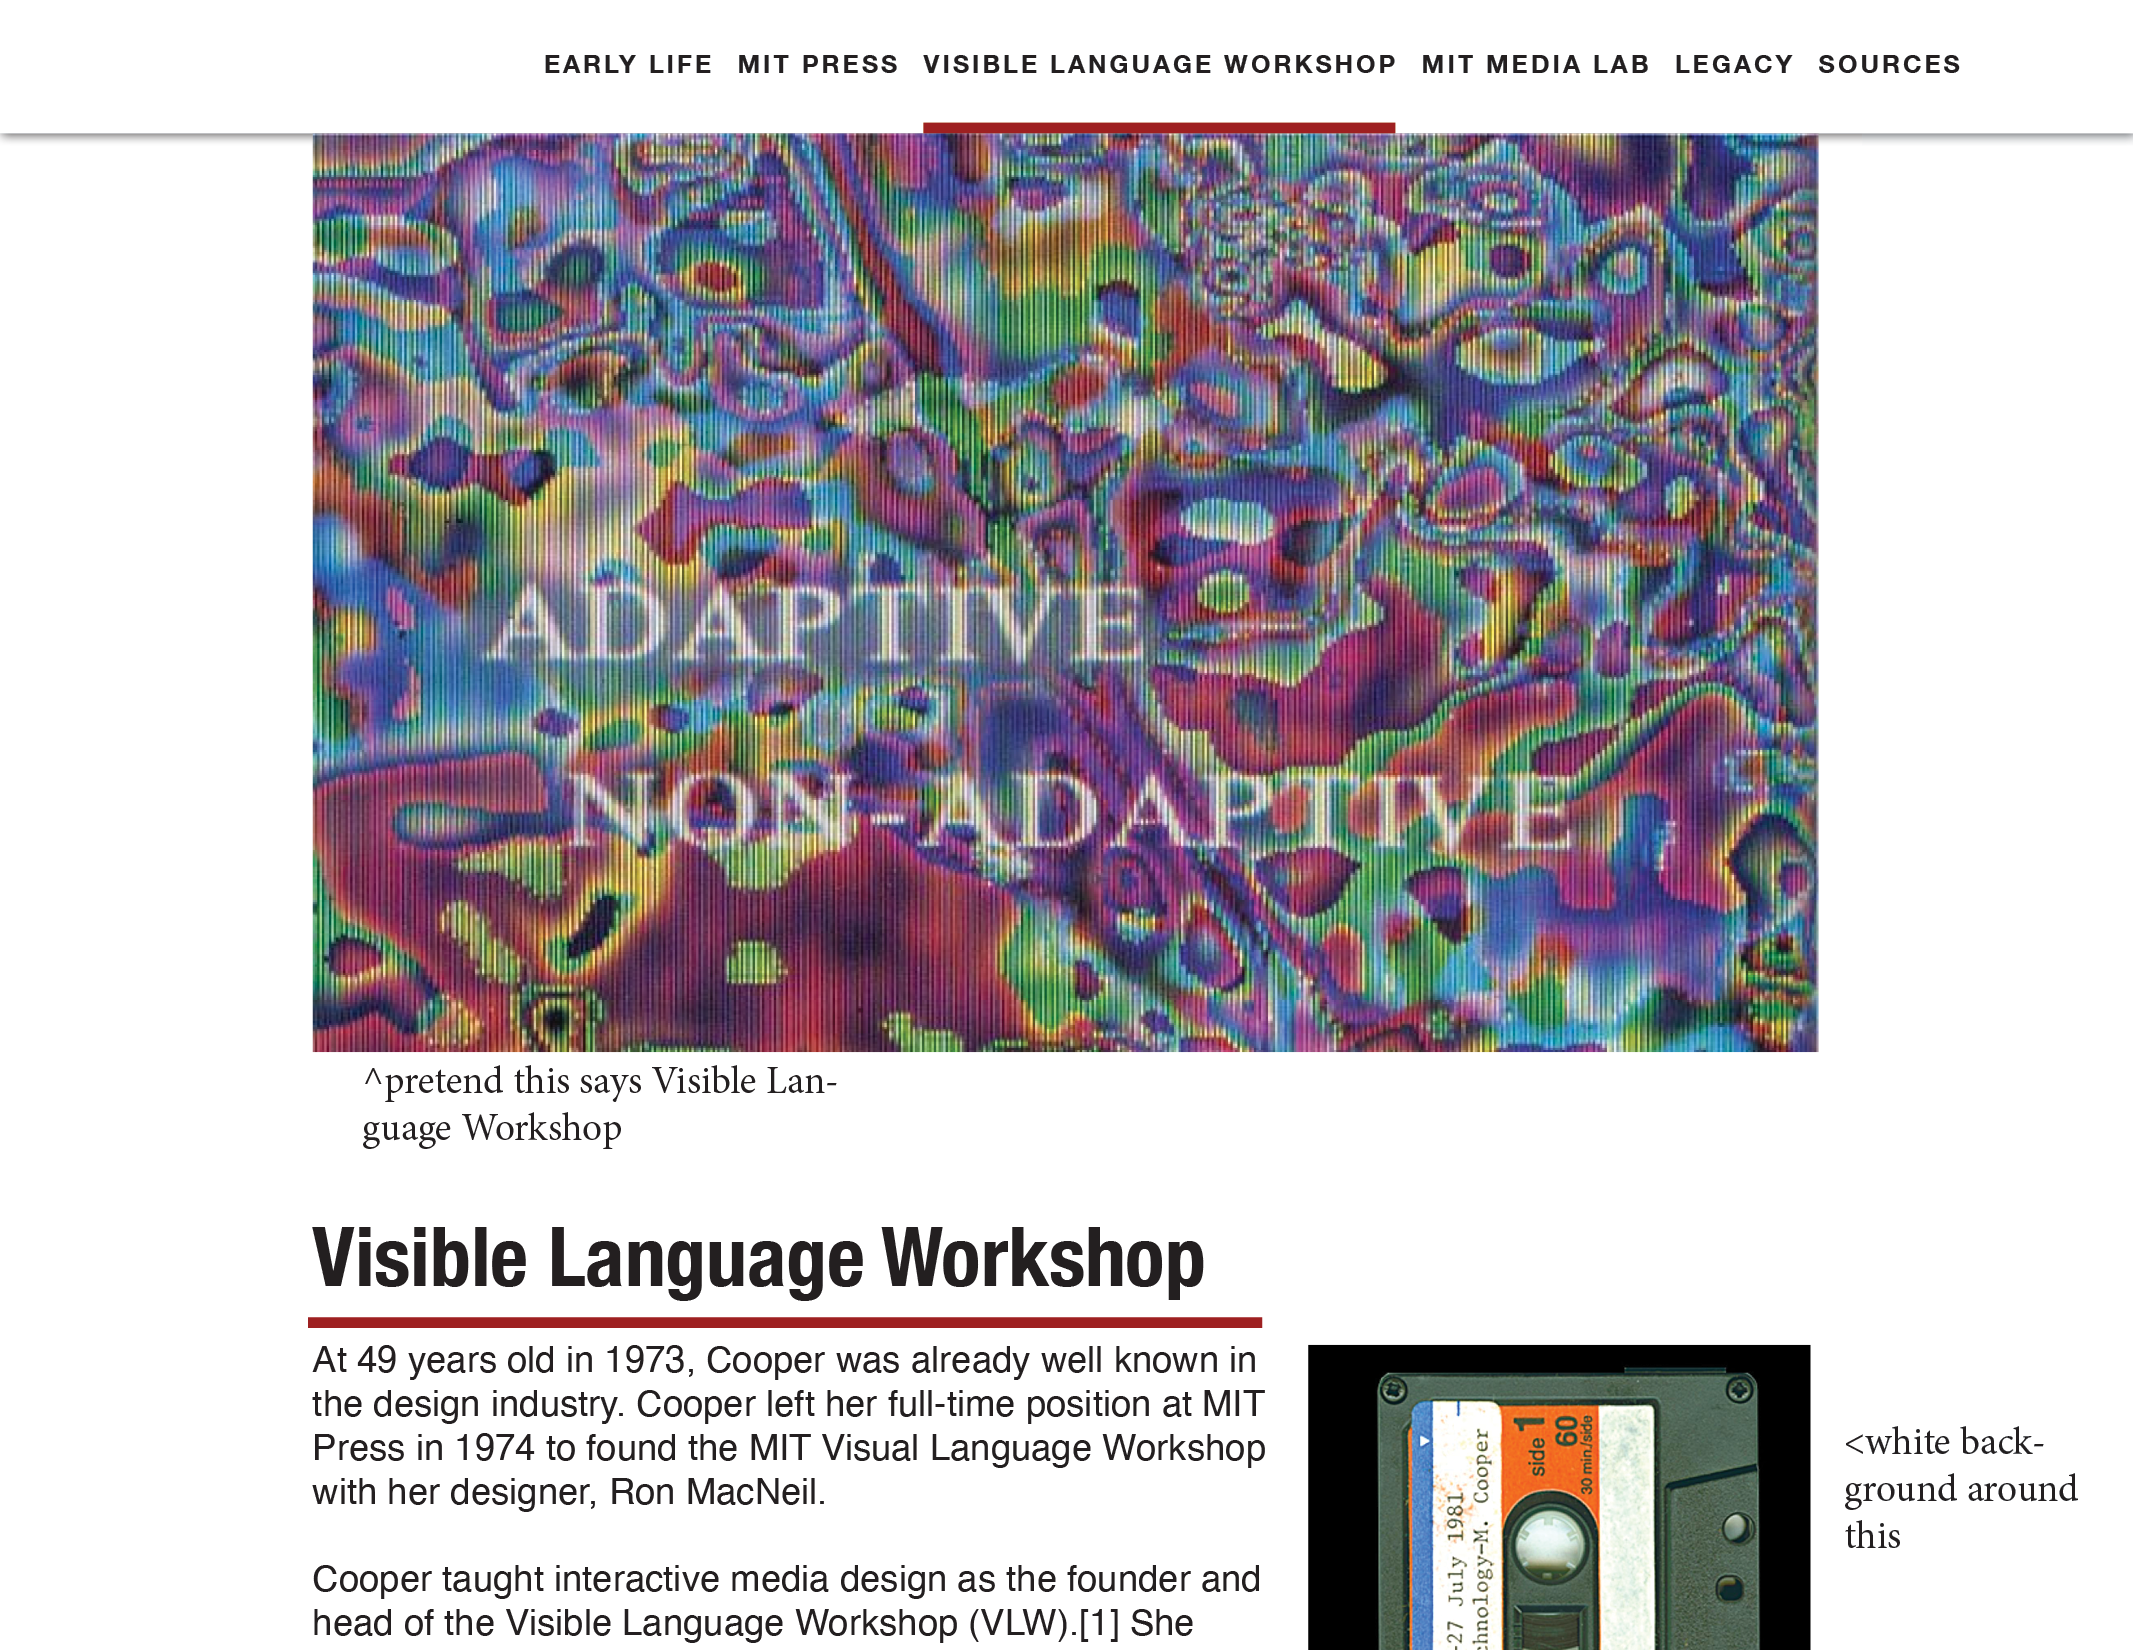 EARLY LIFE MIT PRESS VISIBLE LANGUAGE WORKSHOP MIT MEDIA LAB LEGACY SOURCES
ADAPTIVE
NON-ADAPTIVE
^pretend this says Visible Lan-
guage Workshop
Visible Language Workshop
At 49 years old in 1973, Cooper was already well known in
the design industry. Cooper left her full-time position at MIT
Press in 1974 to found the MIT Visual Language Workshop
with her designer, Ron MacNeil.
Cooper taught interactive media design as the founder and
head of the Visible Language Workshop (VLW).[1] She
side 1
60
30 min./side
-27 July 1981
chnology-M. Cooper
<white back-
ground around
this